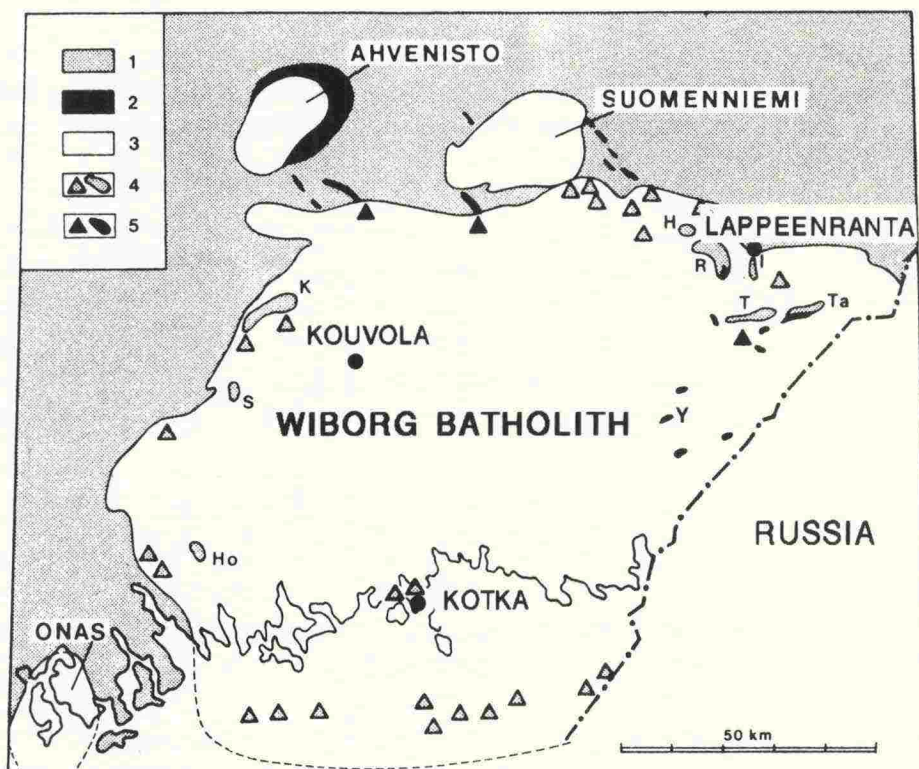 1
2
3
4
5
AHVENISTO
SUOMENNIEMI
H
LAPPEENRANTA
R
I
K
T
Ta
KOUVOLA
S
Y
WIBORG BATHOLITH
Ho
RUSSIA
KOTKA
ONAS
50 km